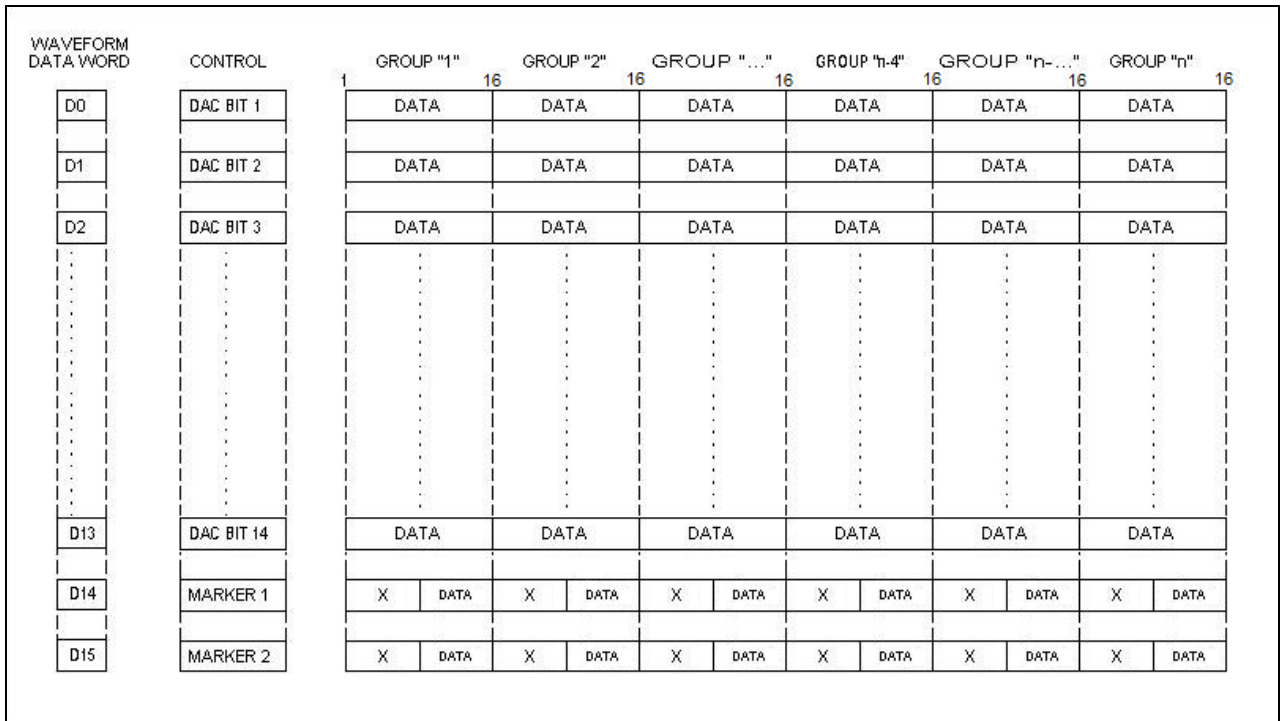 WAVEFORM
DATA WORD CONTROL GROUP "1" GROUP "2" GROUP "..." GROUP "n-4" GROUP "n-..." GROUP "n"
1 16 16 16 16 16 16
D0 DAC BIT 1 DATA DATA DATA DATA DATA DATA
D1 DAC BIT 2 DATA DATA DATA DATA DATA DATA
D2 DAC BIT 3 DATA DATA DATA DATA DATA DATA
D13 DAC BIT 14 DATA DATA DATA DATA DATA DATA
D14 MARKER 1 X DATA X DATA X DATA X DATA X DATA X DATA
D15 MARKER 2 X DATA X DATA X DATA X DATA X DATA X DATA